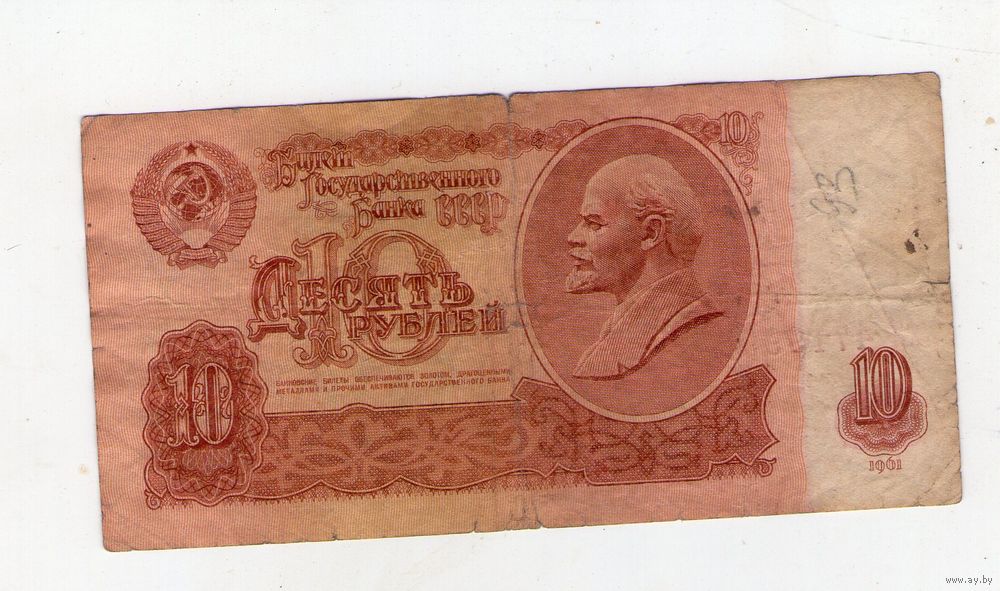 Билет
Государственного
Банка СССР
10
10
Десять
рублей
БАНКОВСКИЕ БИЛЕТЫ ОБЕСПЕЧИВАЮТСЯ ЗОЛОТОМ, ДРАГОЦЕННЫМИ
МЕТАЛЛАМИ И ПРОЧИМИ АКТИВАМИ ГОСУДАРСТВЕННОГО БАНКА
10
10
1961
www.ay.by